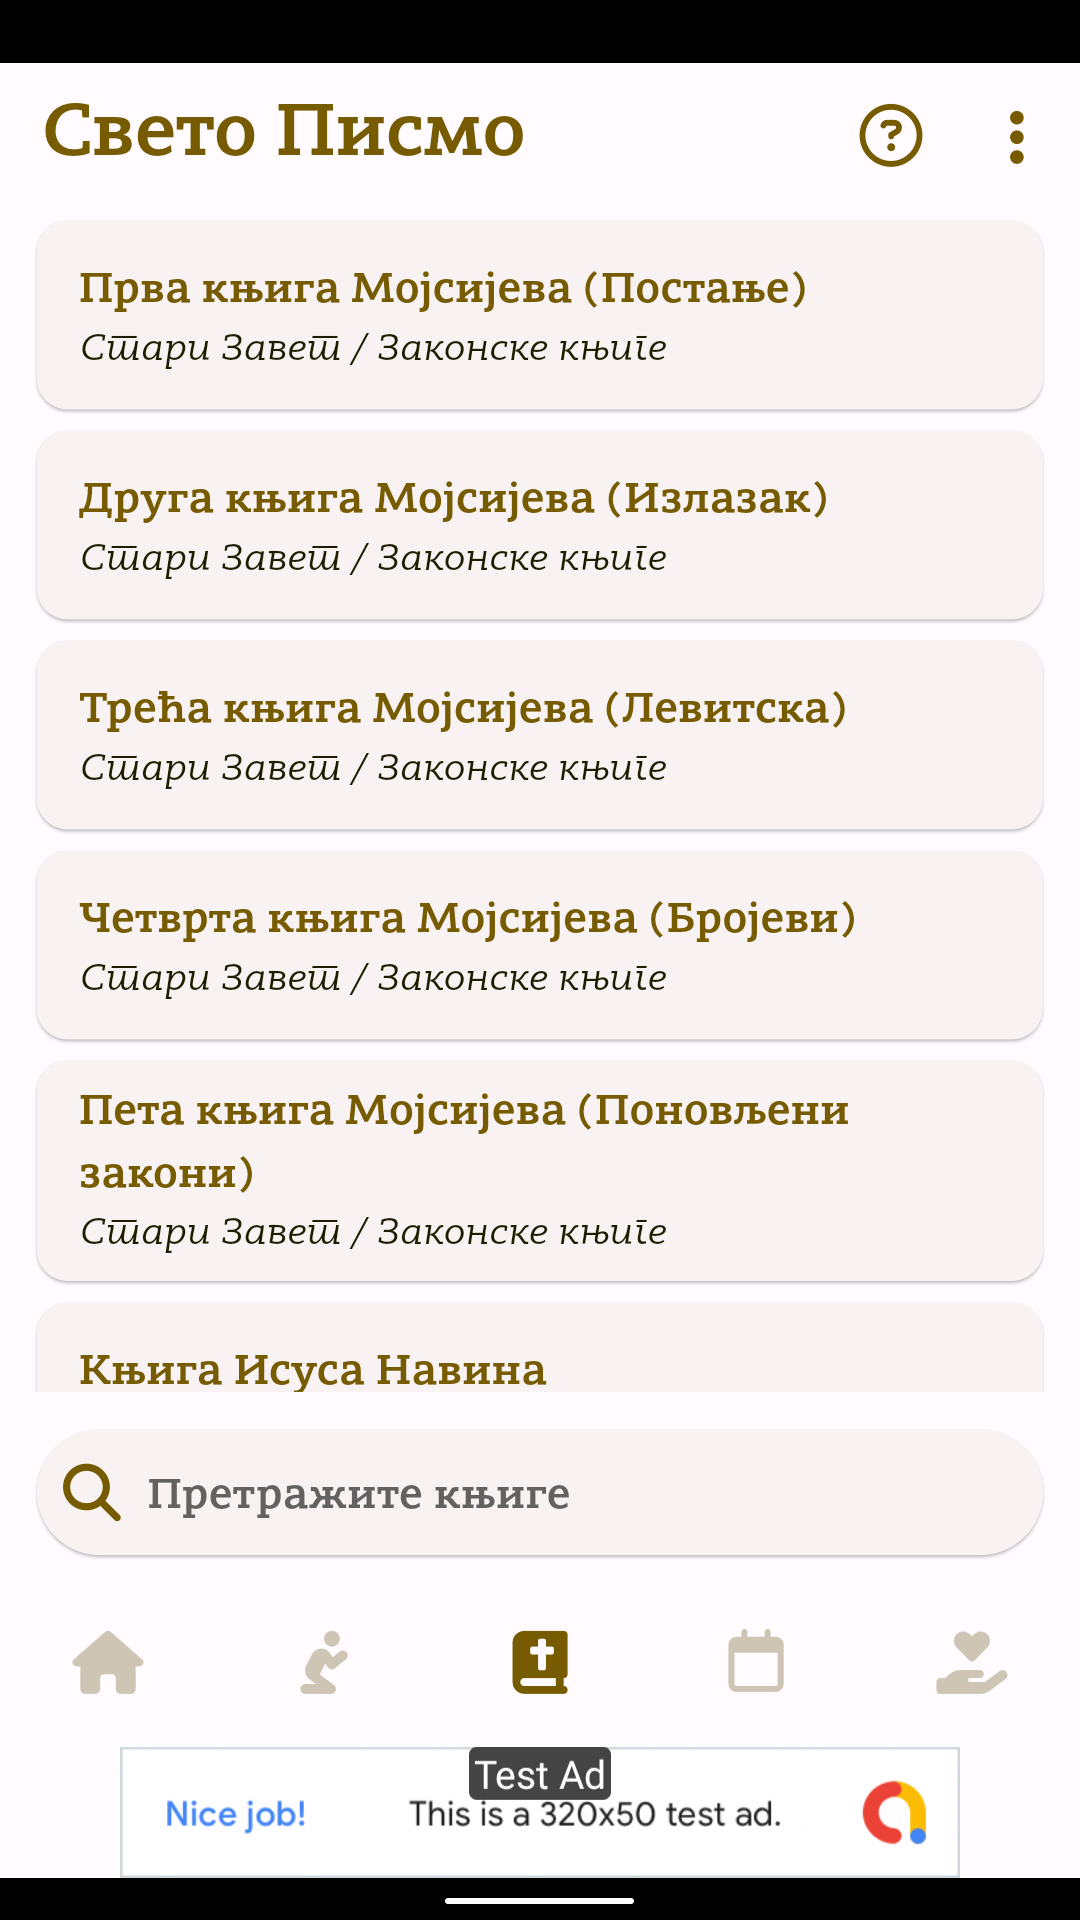 Свето Писмо
Прва књига Мојсијева (Постање)
Стари Завет / Законске књиге
Друга књига Мојсијева (Излазак)
Стари Завет / Законске књиге
Трећа књига Мојсијева (Левитска)
Стари Завет / Законске књиге
Четврта књига Мојсијева (Бројеви)
Стари Завет / Законске књиге
Пета књига Мојсијева (Поновљени
закони)
Стари Завет / Законске књиге
Књига Исуса Навина
Претражите књиге
Test Ad
Nice job! This is a 320x50 test ad.